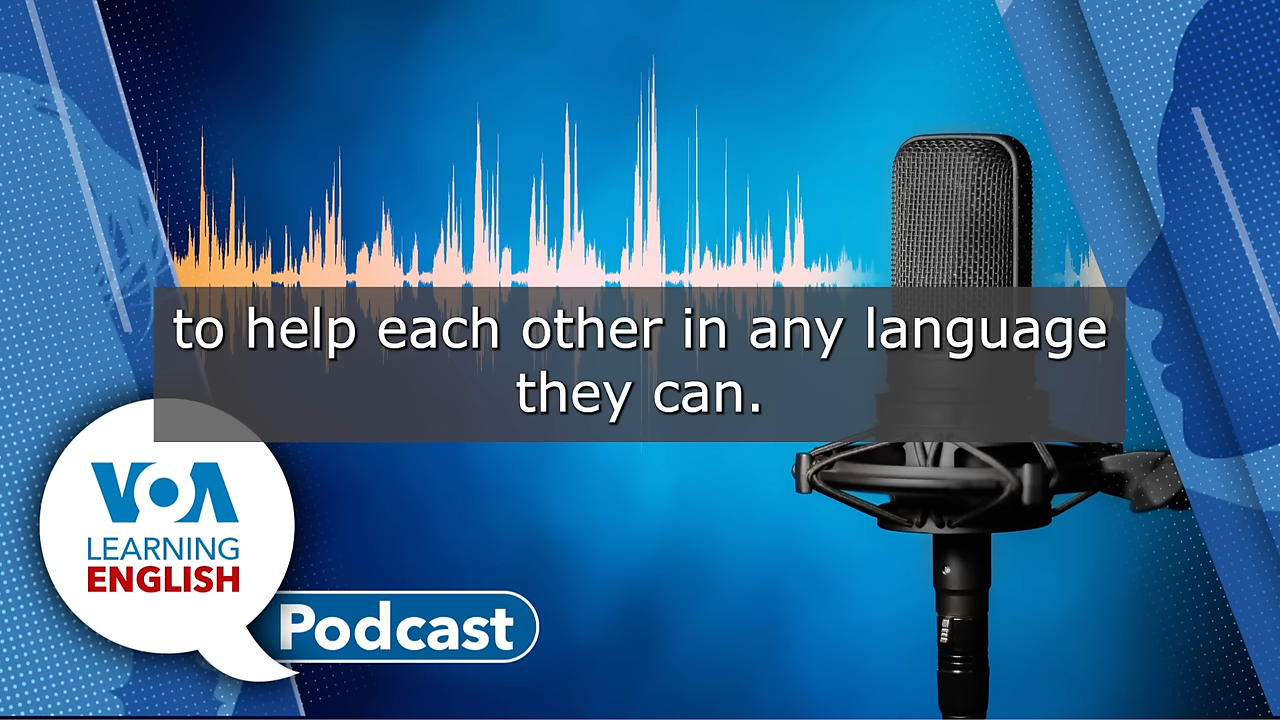 to help each other in any language
they can.
VOA
LEARNING
ENGLISH
Podcast